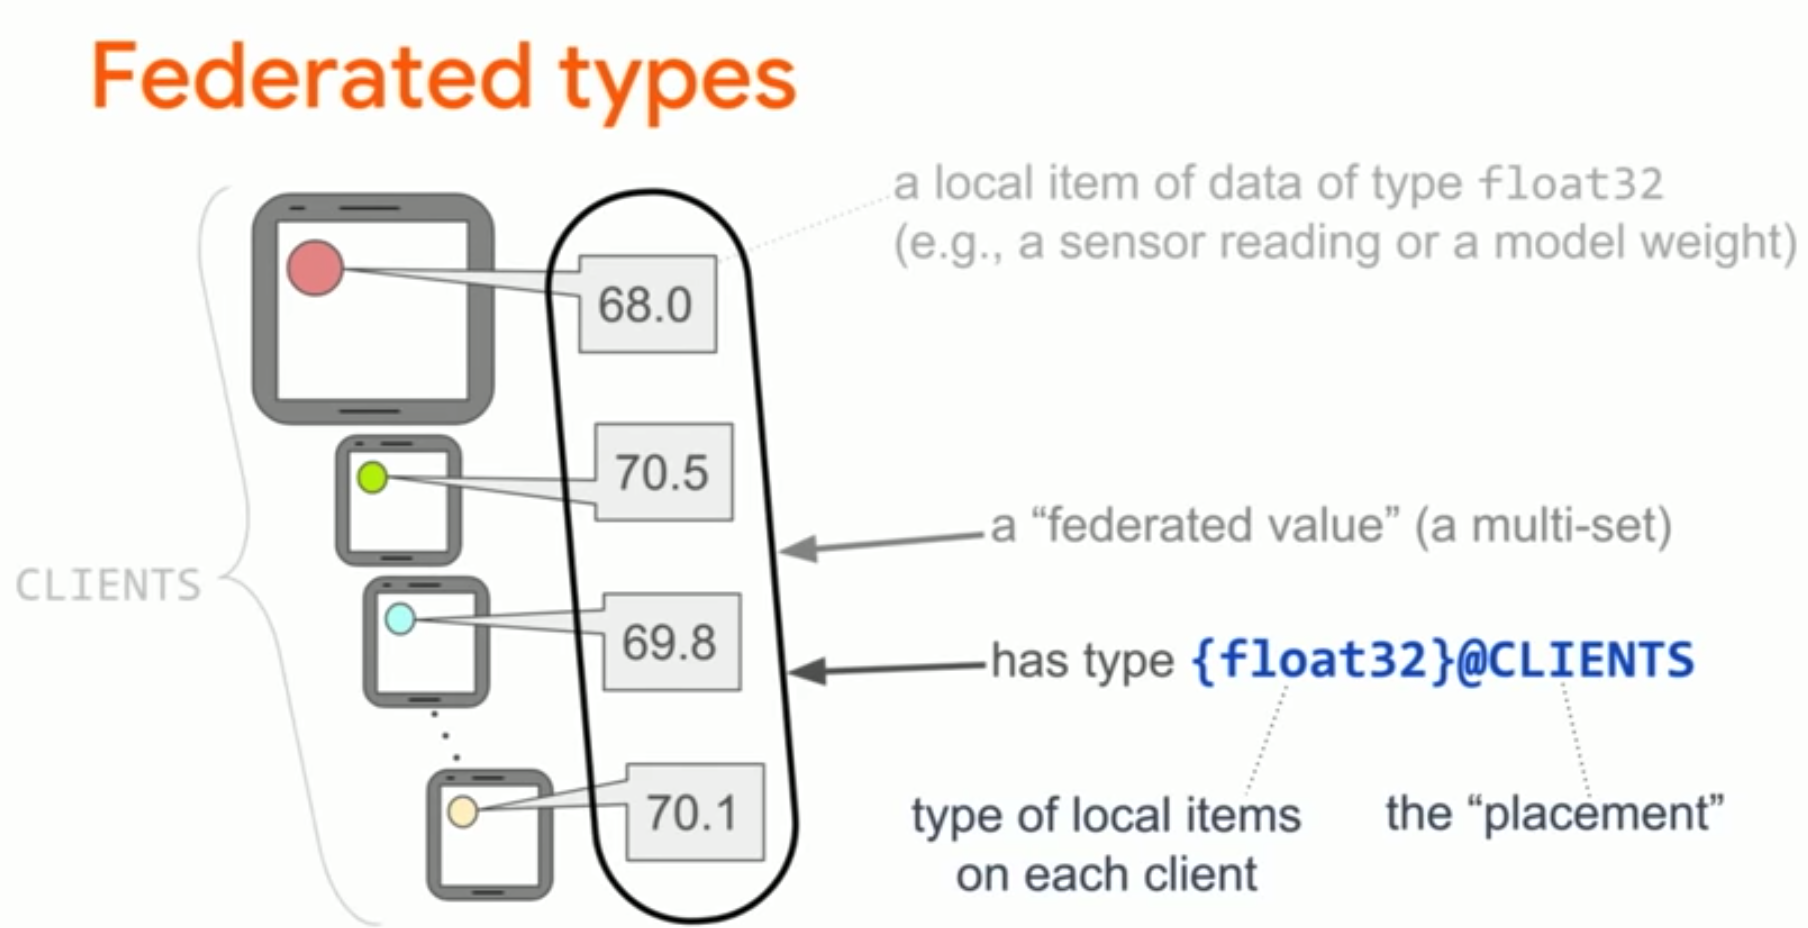 Federated types
a local item of data of type float32
(e.g., a sensor reading or a model weight)
68.0
70.5
a “federated value” (a multi-set)
CLIENTS
69.8
has type {float32}@CLIENTS
70.1
type of local items
on each client
the “placement”